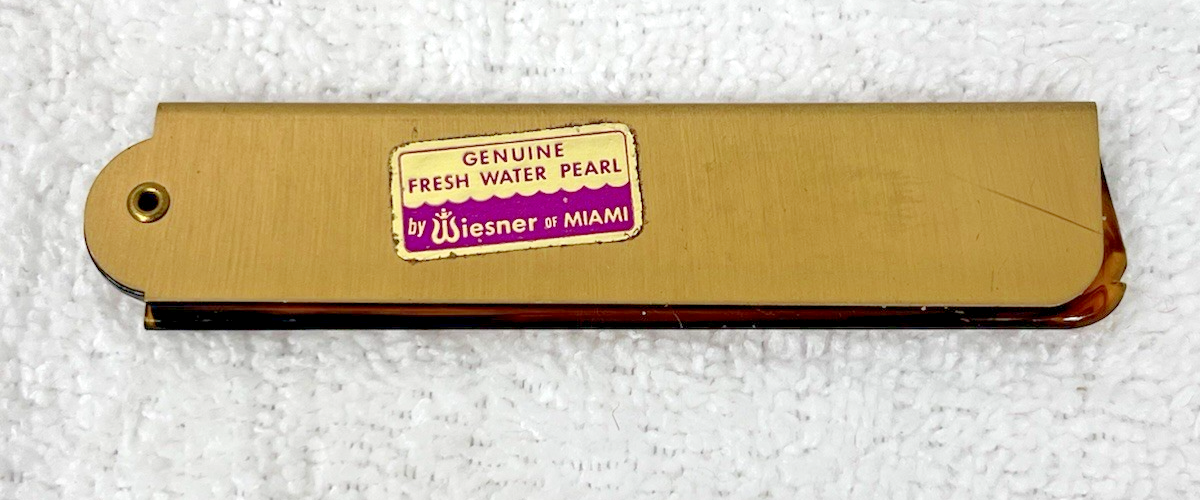 GENUINE
FRESH WATER PEARL
by Wiesner OF MIAMI